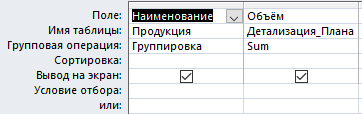 Поле: Наименование Объём
Имя таблицы: Продукция Детализация_Плана
Групповая операция: Группировка Sum
Сортировка:
Вывод на экран:
Условие отбора:
или: